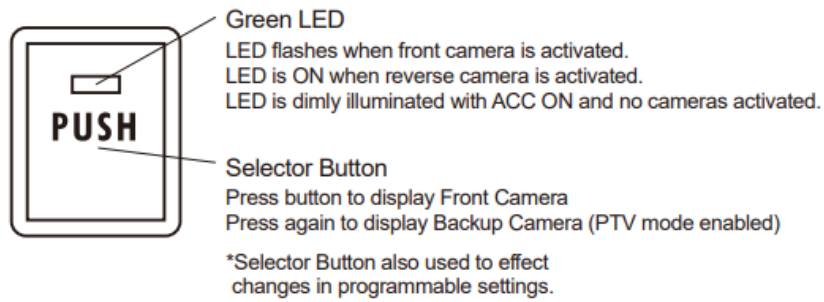 Green LED
LED flashes when front camera is activated.
LED is ON when reverse camera is activated.
LED is dimly illuminated with ACC ON and no cameras activated.
PUSH
Selector Button
Press button to display Front Camera
Press again to display Backup Camera (PTV mode enabled)
*Selector Button also used to effect
changes in programmable settings.